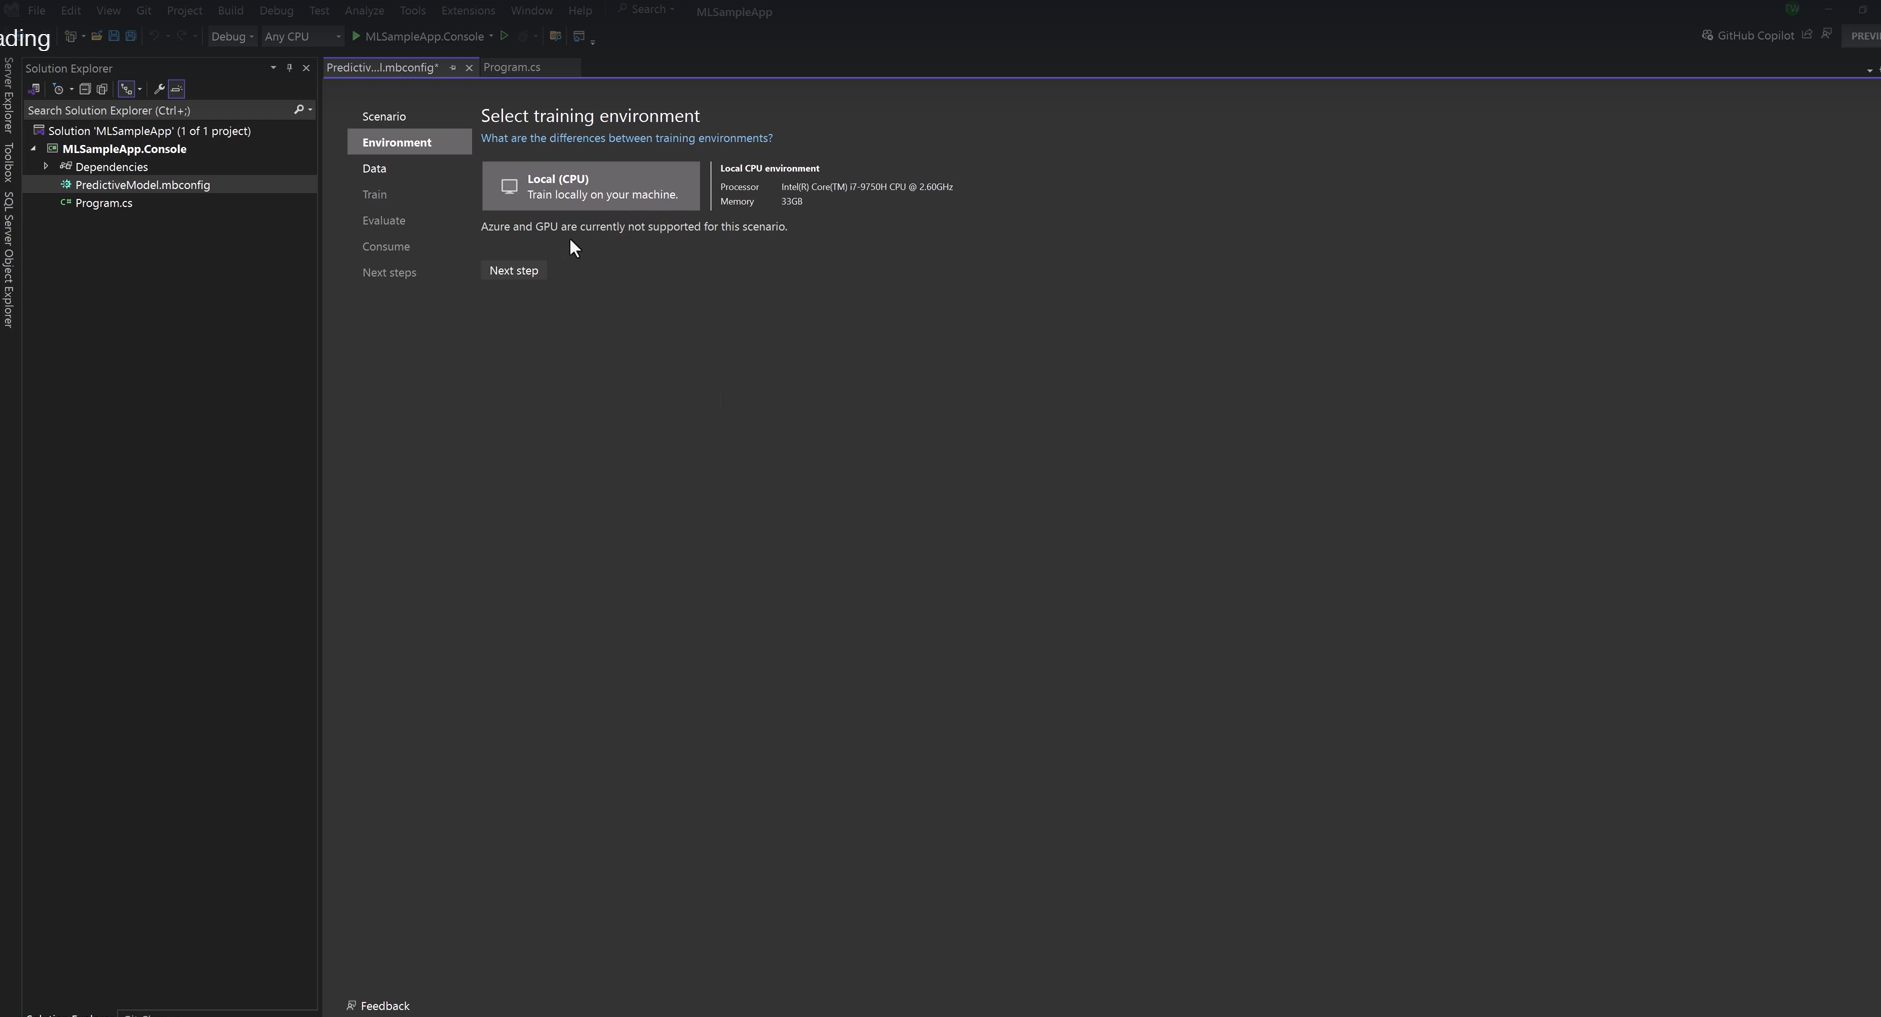 File Edit View Git Project Build Debug Test Analyze Tools Extensions Window Help Search MLSampleApp TW
ading Debug Any CPU MLSampleApp.Console GitHub Copilot
Solution Explorer
Predictiv...l.mbconfig* Program.cs
Server Explorer
Toolbox
SQL Server Object Explorer
Search Solution Explorer (Ctrl+;)
Solution 'MLSampleApp' (1 of 1 project)
MLSampleApp.Console
Dependencies
PredictiveModel.mbconfig
Program.cs
Scenario
Environment
Data
Train
Evaluate
Consume
Next steps
Select training environment
What are the differences between training environments?
Local (CPU)
Train locally on your machine.
Local CPU environment
Processor Intel(R) Core(TM) i7-9750H CPU @ 2.60GHz
Memory 33GB
Azure and GPU are currently not supported for this scenario.
Next step
Feedback